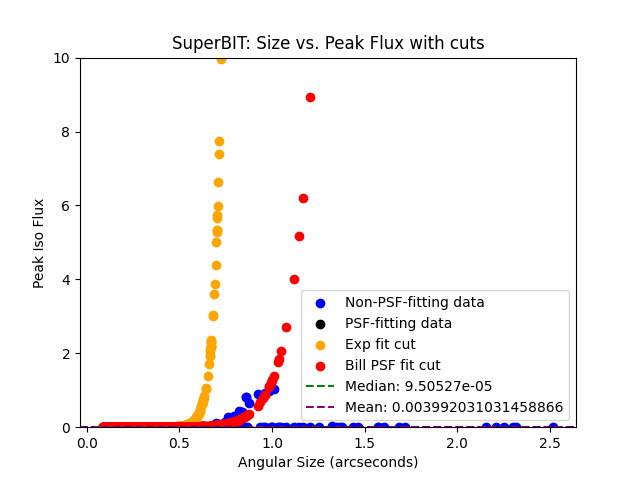 SuperBIT: Size vs. Peak Flux with cuts
10
8
6
4
2
0
Peak Iso Flux
Non-PSF-fitting data
PSF-fitting data
Exp fit cut
Bill PSF fit cut
Median: 9.50527e-05
Mean: 0.003992031031458866
0.0 0.5 1.0 1.5 2.0 2.5
Angular Size (arcseconds)